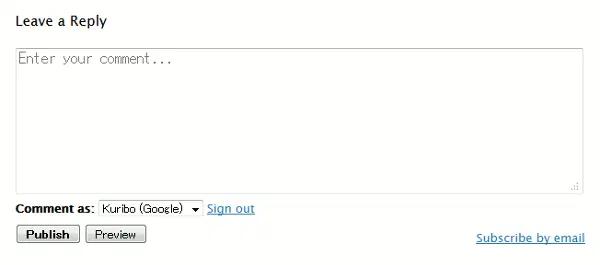 Leave a Reply
Enter your comment...
Comment as: Kuribo (Google) Sign out
Publish Preview
Subscribe by email